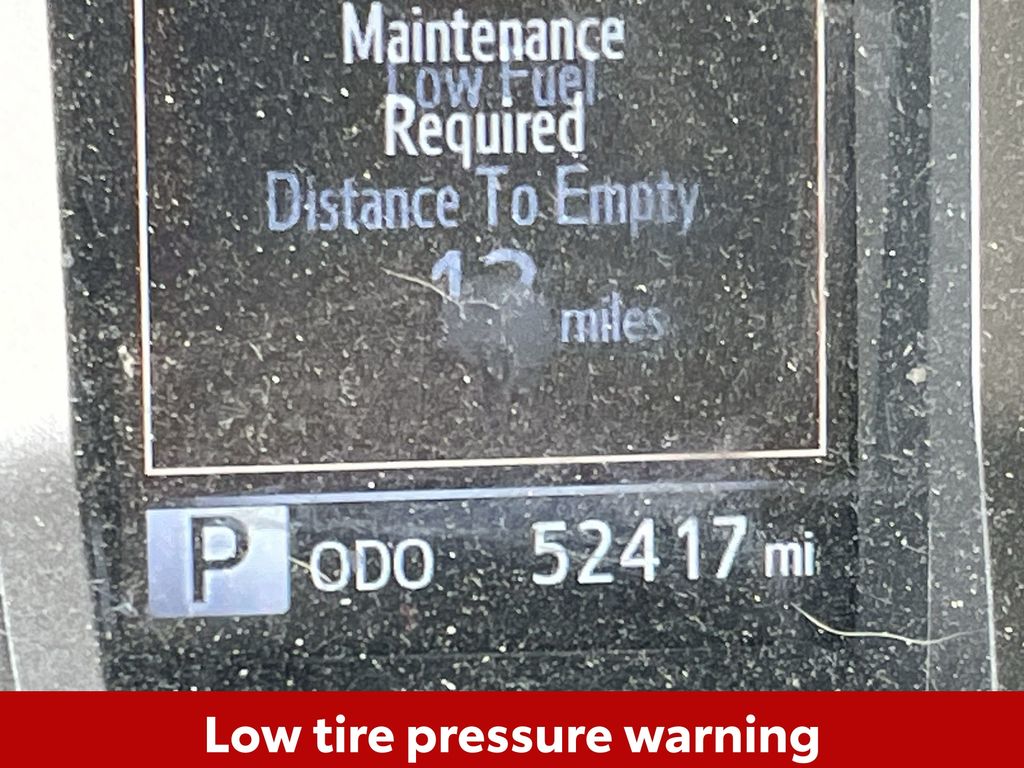 Maintenance
Low Fuel
Required
Distance To Empty
miles
P ODO 52417 mi
Low tire pressure warning